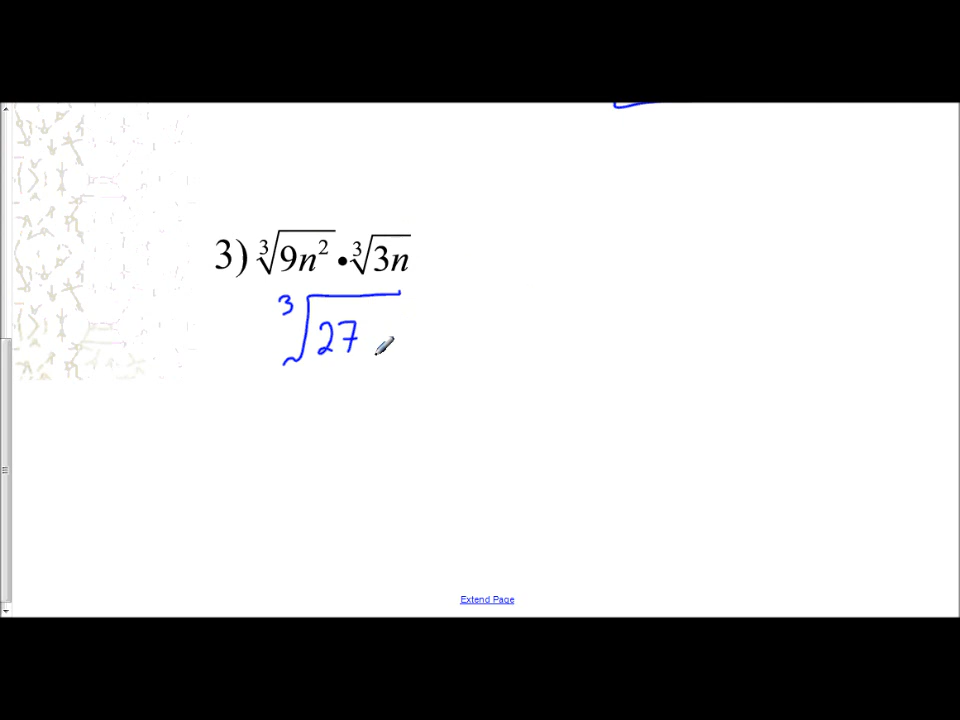 3) ∛9n² • ∛3n
∛27
Extend Page